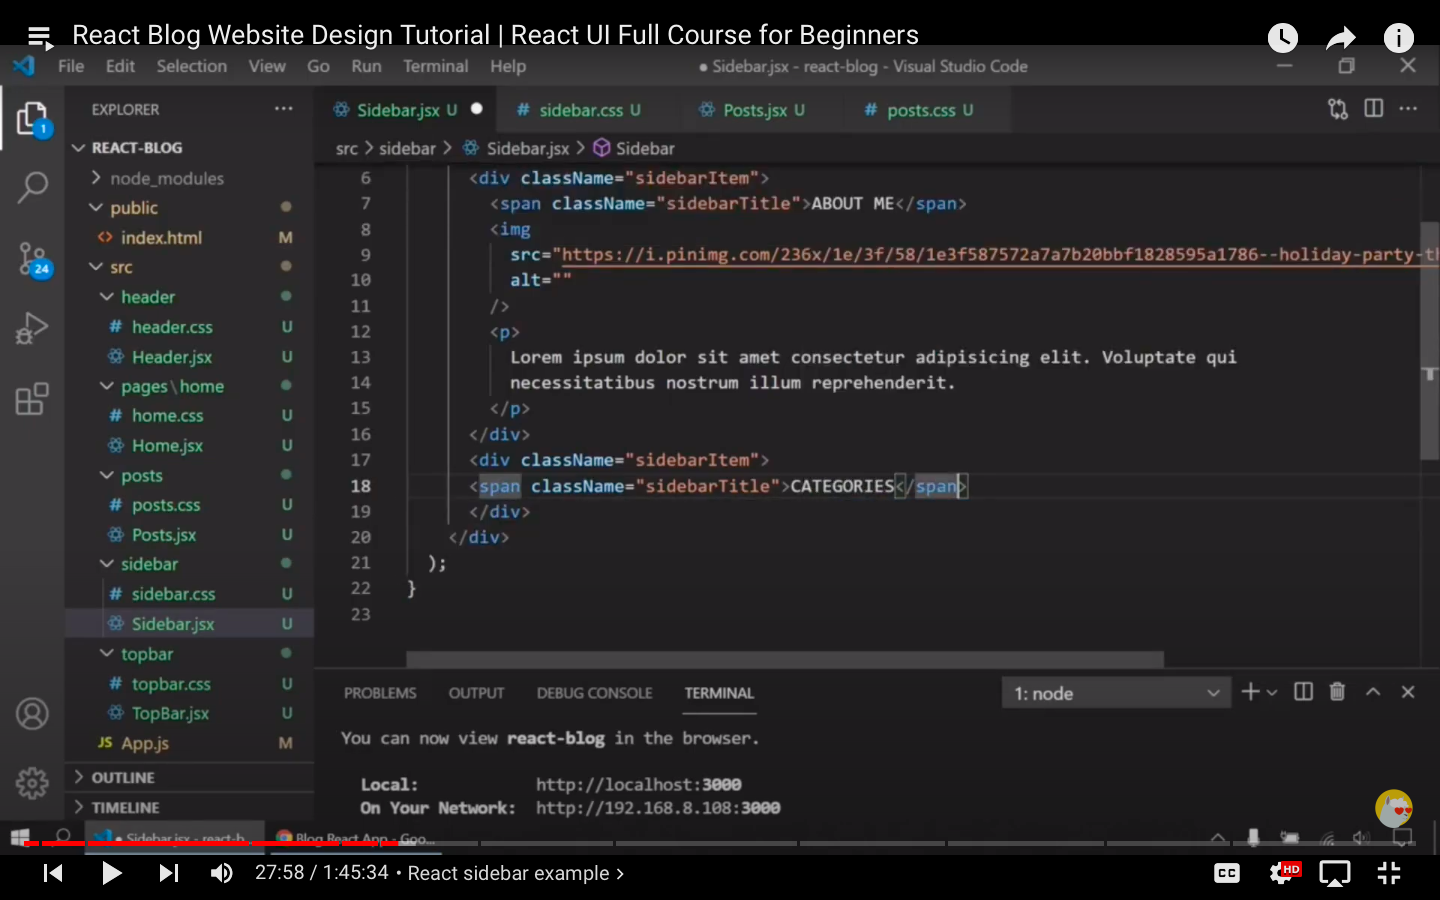 React Blog Website Design Tutorial | React UI Full Course for Beginners
File Edit Selection View Go Run Terminal Help
● Sidebar.jsx - react-blog - Visual Studio Code
EXPLORER ···
1
24
REACT-BLOG
node_modules
public
index.html M
src
header
# header.css U
Header.jsx U
pages\home
# home.css U
Home.jsx U
posts
# posts.css U
Posts.jsx U
sidebar
# sidebar.css U
Sidebar.jsx U
topbar
# topbar.css U
TopBar.jsx U
JS App.js M
OUTLINE
TIMELINE
Sidebar.jsx U ● # sidebar.css U Posts.jsx U # posts.css U
src > sidebar > Sidebar.jsx > Sidebar
6 <div className="sidebarItem">
7 <span className="sidebarTitle">ABOUT ME</span>
8 <img
9 src="https://i.pinimg.com/236x/1e/3f/58/1e3f587572a7a7b20bbf1828595a1786--holiday-party-th
10 alt=""
11 />
12 <p>
13 Lorem ipsum dolor sit amet consectetur adipisicing elit. Voluptate qui
14 necessitatibus nostrum illum reprehenderit.
15 </p>
16 </div>
17 <div className="sidebarItem">
18 <span className="sidebarTitle">CATEGORIES</span>
19 </div>
20 </div>
21 );
22 }
23
PROBLEMS OUTPUT DEBUG CONSOLE TERMINAL 1: node
You can now view react-blog in the browser.
Local: http://localhost:3000
On Your Network: http://192.168.8.108:3000
● Sidebar.jsx - react-b... Blog React App - Goo...
27:58 / 1:45:34 • React sidebar example >
CC HD